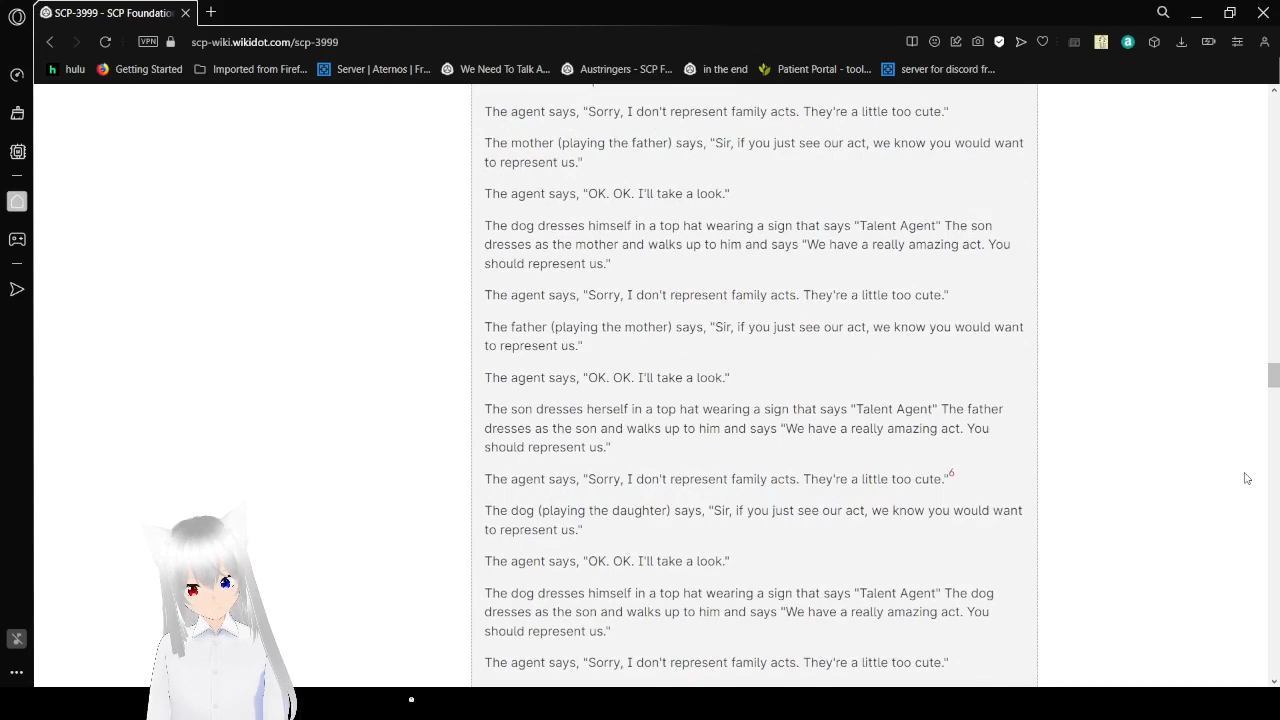 SCP-3999 - SCP Foundatio
scp-wiki.wikidot.com/scp-3999
VPN
hulu
Getting Started
Imported from Firef...
Server | Aternos | Fr...
We Need To Talk A...
Austringers - SCP F...
in the end
Patient Portal - tool...
server for discord fr...
The agent says, "Sorry, I don't represent family acts. They're a little too cute."
The mother (playing the father) says, "Sir, if you just see our act, we know you would want
to represent us."
The agent says, "OK. OK. I'll take a look."
The dog dresses himself in a top hat wearing a sign that says "Talent Agent" The son
dresses as the mother and walks up to him and says "We have a really amazing act. You
should represent us."
The agent says, "Sorry, I don't represent family acts. They're a little too cute."
The father (playing the mother) says, "Sir, if you just see our act, we know you would want
to represent us."
The agent says, "OK. OK. I'll take a look."
The son dresses herself in a top hat wearing a sign that says "Talent Agent" The father
dresses as the son and walks up to him and says "We have a really amazing act. You
should represent us."
The agent says, "Sorry, I don't represent family acts. They're a little too cute."6
The dog (playing the daughter) says, "Sir, if you just see our act, we know you would want
to represent us."
The agent says, "OK. OK. I'll take a look."
The dog dresses himself in a top hat wearing a sign that says "Talent Agent" The dog
dresses as the son and walks up to him and says "We have a really amazing act. You
should represent us."
The agent says, "Sorry, I don't represent family acts. They're a little too cute."